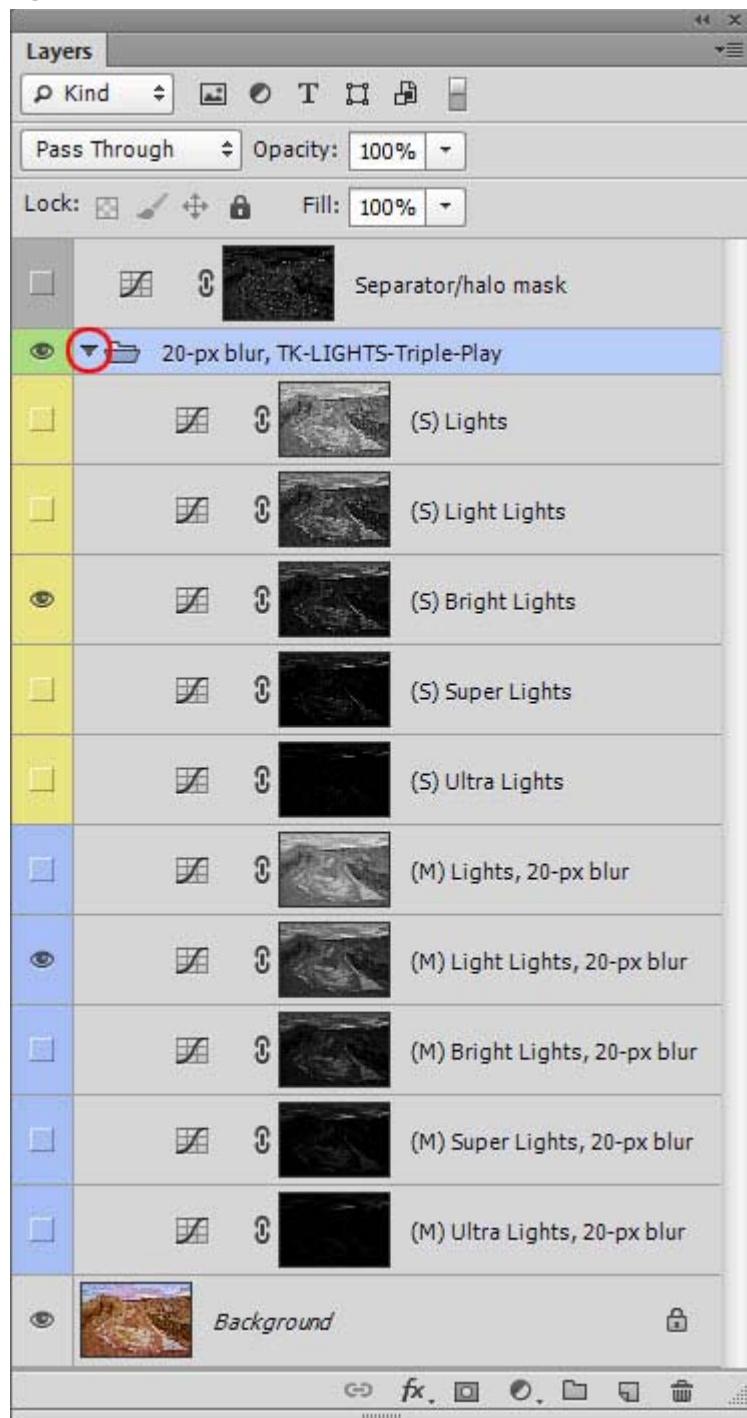 Layers
Kind
Pass Through Opacity: 100%
Lock: Fill: 100%
Separator/halo mask
20-px blur, TK-LIGHTS-Triple-Play
(S) Lights
(S) Light Lights
(S) Bright Lights
(S) Super Lights
(S) Ultra Lights
(M) Lights, 20-px blur
(M) Light Lights, 20-px blur
(M) Bright Lights, 20-px blur
(M) Super Lights, 20-px blur
(M) Ultra Lights, 20-px blur
Background
fx